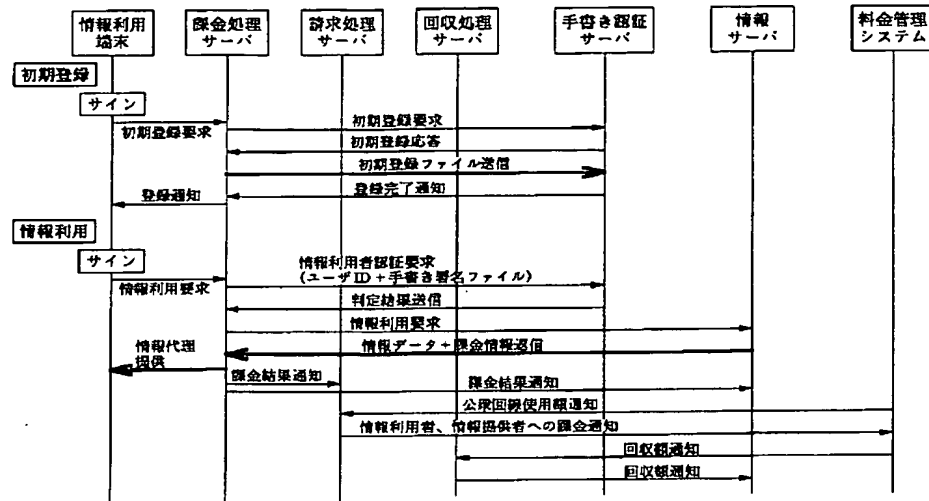 情報利用
端末
課金処理
サーバ
請求処理
サーバ
回収処理
サーバ
手書き認証
サーバ
情報
サーバ
料金管理
システム
初期登録
サイン
初期登録要求
初期登録要求
初期登録応答
初期登録ファイル送信
登録完了通知
登録通知
情報利用
サイン
情報利用要求
情報利用者認証要求
(ユーザID+手書き署名ファイル)
判定結果送信
情報利用要求
情報データ+課金情報返信
情報代理
提供
課金結果通知
課金結果通知
公衆回線使用額通知
情報利用者、情報提供者への課金通知
回収額通知
回収額通知